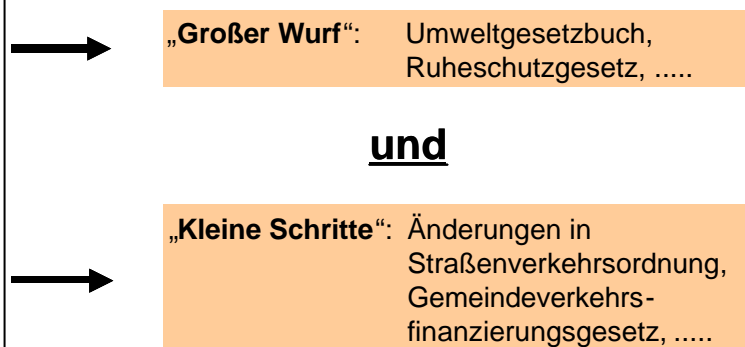 „Großer Wurf“: Umweltgesetzbuch,
Ruheschutzgesetz, .....
und
„Kleine Schritte“: Änderungen in
Straßenverkehrsordnung,
Gemeindeverkehrs-
finanzierungsgesetz, .....